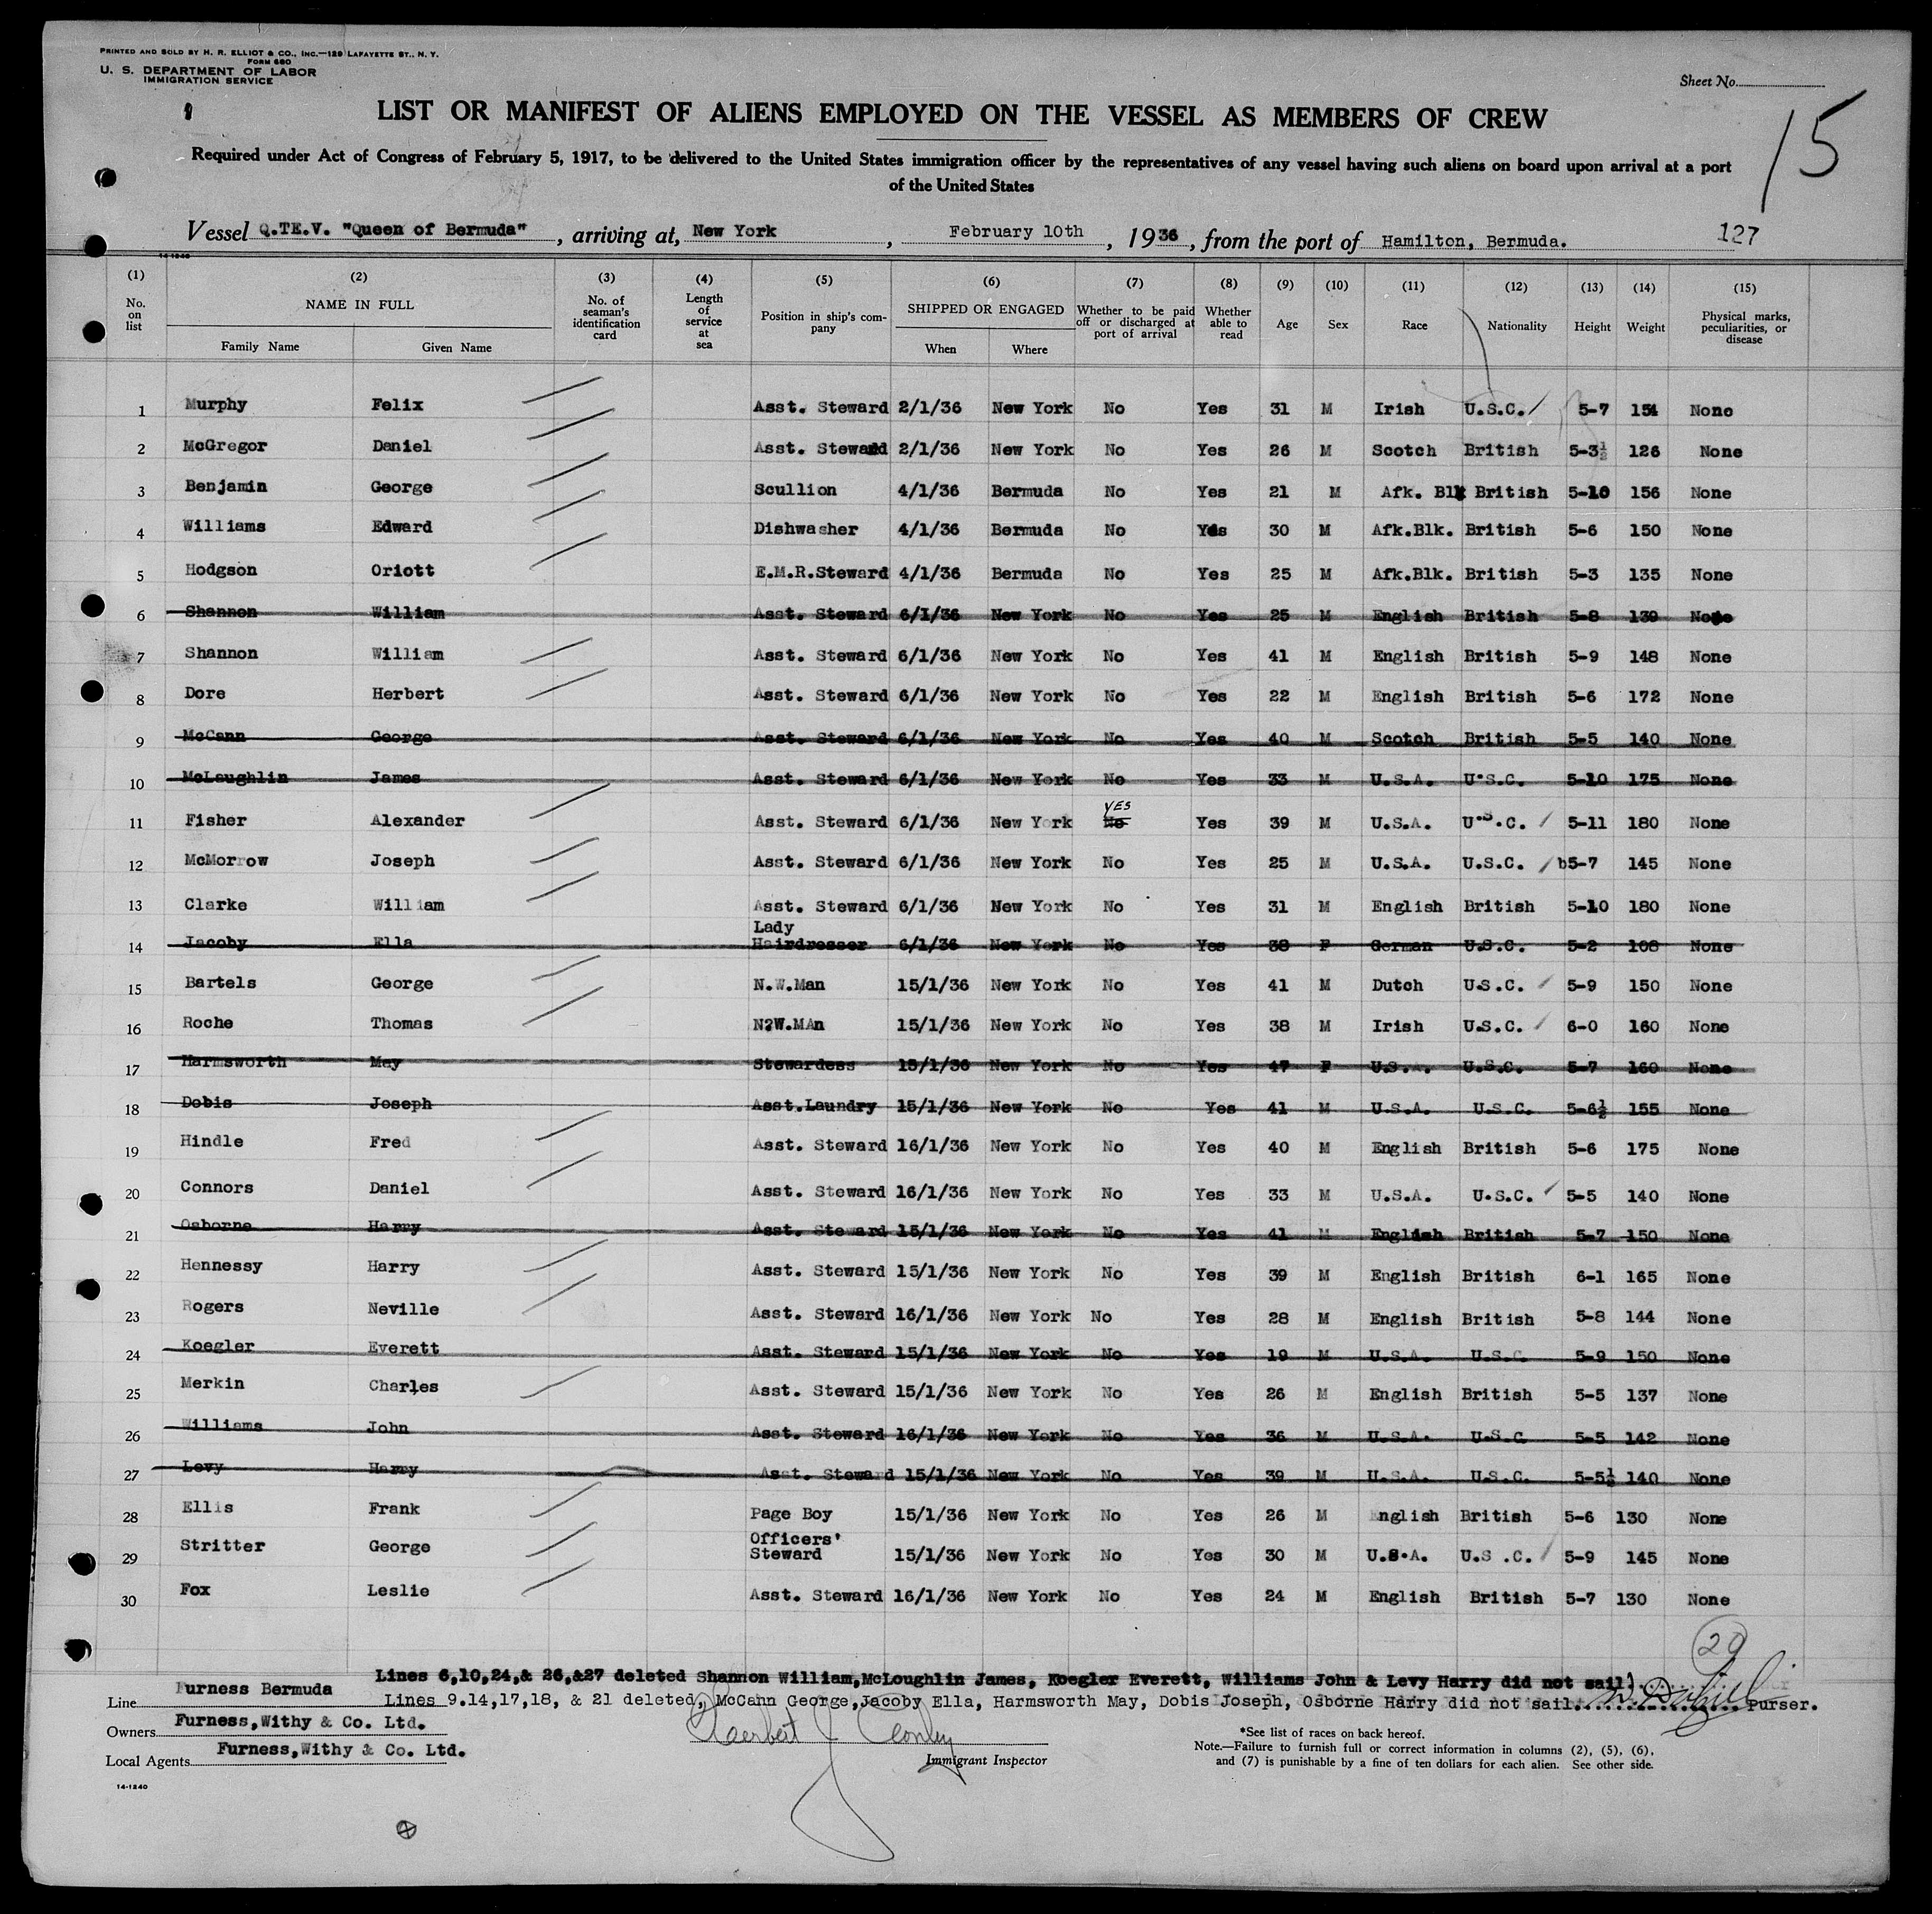 PRINTED AND SOLD BY H. R. ELLIOT & CO., INC.—129 LAFAYETTE ST., N. Y.
FORM 680
U. S. DEPARTMENT OF LABOR
IMMIGRATION SERVICE
Sheet No.
LIST OR MANIFEST OF ALIENS EMPLOYED ON THE VESSEL AS MEMBERS OF CREW
15
Required under Act of Congress of February 5, 1917, to be delivered to the United States immigration officer by the representatives of any vessel having such aliens on board upon arrival at a port
of the United States
Vessel Q.TE.V. "Queen of Bermuda", arriving at, New York, February 10th, 1936, from the port of Hamilton, Bermuda.
127
14-1240
(1) (2) (3) (4) (5) (6) (7) (8) (9) (10) (11) (12) (13) (14) (15)
No. on list NAME IN FULL Family Name Given Name No. of seaman's identification card Length of service at sea Position in ship's company SHIPPED OR ENGAGED When Where Whether to be paid off or discharged at port of arrival Whether able to read Age Sex Race Nationality Height Weight Physical marks, peculiarities, or disease
1 Murphy Felix Asst. Steward 2/1/36 New York No Yes 31 M Irish U.S.C. 5-7 154 None
2 McGregor Daniel Asst. Steward 2/1/36 New York No Yes 26 M Scotch British 5-3½ 126 None
3 Benjamin George Scullion 4/1/36 Bermuda No Yes 21 M Afk. Blk British 5-10 156 None
4 Williams Edward Dishwasher 4/1/36 Bermuda No Yes 30 M Afk.Blk. British 5-6 150 None
5 Hodgson Oriott E.M.R.Steward 4/1/36 Bermuda No Yes 25 M Afk.Blk. British 5-3 135 None
6 Shannon William Asst. Steward 6/1/36 New York No Yes 25 M English British 5-8 139 None
7 Shannon William Asst. Steward 6/1/36 New York No Yes 41 M English British 5-9 148 None
8 Dore Herbert Asst. Steward 6/1/36 New York No Yes 22 M English British 5-6 172 None
9 McCann George Asst. Steward 6/1/36 New York No Yes 40 M Scotch British 5-5 140 None
10 McLaughlin James Asst. Steward 6/1/36 New York No Yes 33 M U.S.A. U.S.C. 5-10 175 None
YES
11 Fisher Alexander Asst. Steward 6/1/36 New York No Yes 39 M U.S.A. U.S.C. 5-11 180 None
12 McMorrow Joseph Asst. Steward 6/1/36 New York No Yes 25 M U.S.A. U.S.C. b5-7 145 None
13 Clarke William Asst. Steward 6/1/36 New York No Yes 31 M English British 5-10 180 None
14 Jacoby Ella Lady Hairdresser 6/1/36 New York No Yes 38 F German U.S.C. 5-2 108 None
15 Bartels George N.W.Man 15/1/36 New York No Yes 41 M Dutch U.S.C. 5-9 150 None
16 Roche Thomas N2W.MAn 15/1/36 New York No Yes 38 M Irish U.S.C. 6-0 160 None
17 Harmsworth May Stewardess 15/1/36 New York No Yes 47 F U.S.A. U.S.C. 5-7 160 None
18 Dobis Joseph Asst.Laundry 15/1/36 New York No Yes 41 M U.S.A. U.S.C. 5-6½ 155 None
19 Hindle Fred Asst. Steward 16/1/36 New York No Yes 40 M English British 5-6 175 None
20 Connors Daniel Asst. Steward 16/1/36 New York No Yes 33 M U.S.A. U.S.C. 5-5 140 None
21 Osborne Harry Asst. Steward 15/1/36 New York No Yes 41 M English British 5-7 150 None
22 Hennessy Harry Asst. Steward 15/1/36 New York No Yes 39 M English British 6-1 165 None
23 Rogers Neville Asst. Steward 16/1/36 New York No Yes 28 M English British 5-8 144 None
24 Koegler Everett Asst. Steward 15/1/36 New York No Yes 19 M U.S.A. U.S.C 5-9 150 None
25 Merkin Charles Asst. Steward 15/1/36 New York No Yes 26 M English British 5-5 137 None
26 Williams John Asst. Steward 16/1/36 New York No Yes 36 M U.S.A. U.S.C 5-5 142 None
27 Levy Harry Asst. Steward 15/1/36 New York No Yes 39 M U.S.A. U.S.C. 5-5½ 140 None
28 Ellis Frank Page Boy 15/1/36 New York No Yes 26 M English British 5-6 130 None
29 Stritter George Officers' Steward 15/1/36 New York No Yes 30 M U.S.A. U.S.C. 5-9 145 None
30 Fox Leslie Asst. Steward 16/1/36 New York No Yes 24 M English British 5-7 130 None
20
Lines 6,10,24,& 26,&27 deleted Shannon William,McLoughlin James, Koegler Everett, Williams John & Levy Harry did not sail)
Line Furness Bermuda
Lines 9.14,17,18, & 21 deleted, McCann George,Jacoby Ella, Harmsworth May, Dobis Joseph, Osborne Harry did not sail. Purser.
Owners Furness,Withy & Co. Ltd.
Local Agents Furness,Withy & Co. Ltd.
Immigrant Inspector
*See list of races on back hereof.
Note.—Failure to furnish full or correct information in columns (2), (5), (6),
and (7) is punishable by a fine of ten dollars for each alien. See other side.
14-1240